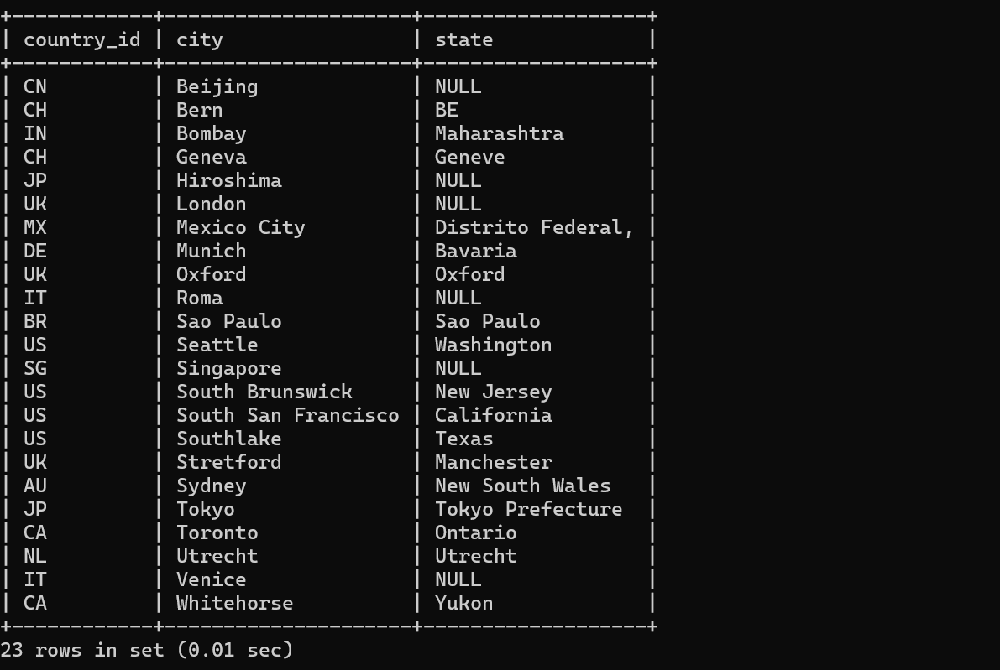 +------------+---------------------+-------------------+
| country_id | city                | state             |
+------------+---------------------+-------------------+
| CN         | Beijing             | NULL              |
| CH         | Bern                | BE                |
| IN         | Bombay              | Maharashtra       |
| CH         | Geneva              | Geneve            |
| JP         | Hiroshima           | NULL              |
| UK         | London              | NULL              |
| MX         | Mexico City         | Distrito Federal, |
| DE         | Munich              | Bavaria           |
| UK         | Oxford              | Oxford            |
| IT         | Roma                | NULL              |
| BR         | Sao Paulo           | Sao Paulo         |
| US         | Seattle             | Washington        |
| SG         | Singapore           | NULL              |
| US         | South Brunswick     | New Jersey        |
| US         | South San Francisco | California        |
| US         | Southlake           | Texas             |
| UK         | Stretford           | Manchester        |
| AU         | Sydney              | New South Wales   |
| JP         | Tokyo               | Tokyo Prefecture  |
| CA         | Toronto             | Ontario           |
| NL         | Utrecht             | Utrecht           |
| IT         | Venice              | NULL              |
| CA         | Whitehorse          | Yukon             |
+------------+---------------------+-------------------+
23 rows in set (0.01 sec)